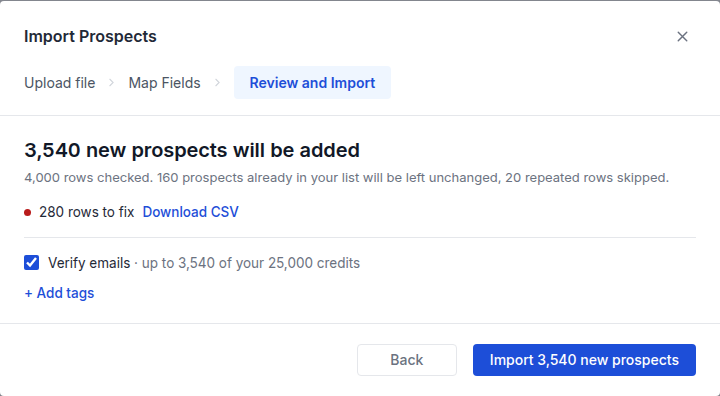 Import Prospects
Upload file > Map Fields > Review and Import
3,540 new prospects will be added
4,000 rows checked. 160 prospects already in your list will be left unchanged, 20 repeated rows skipped.
280 rows to fix Download CSV
Verify emails · up to 3,540 of your 25,000 credits
+ Add tags
Back Import 3,540 new prospects